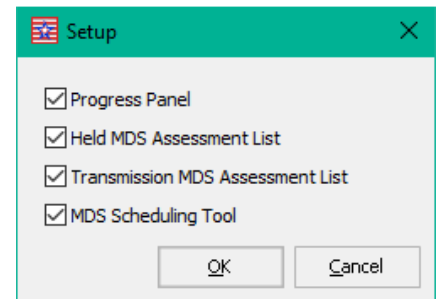 Setup
Progress Panel
Held MDS Assessment List
Transmission MDS Assessment List
MDS Scheduling Tool
OK Cancel